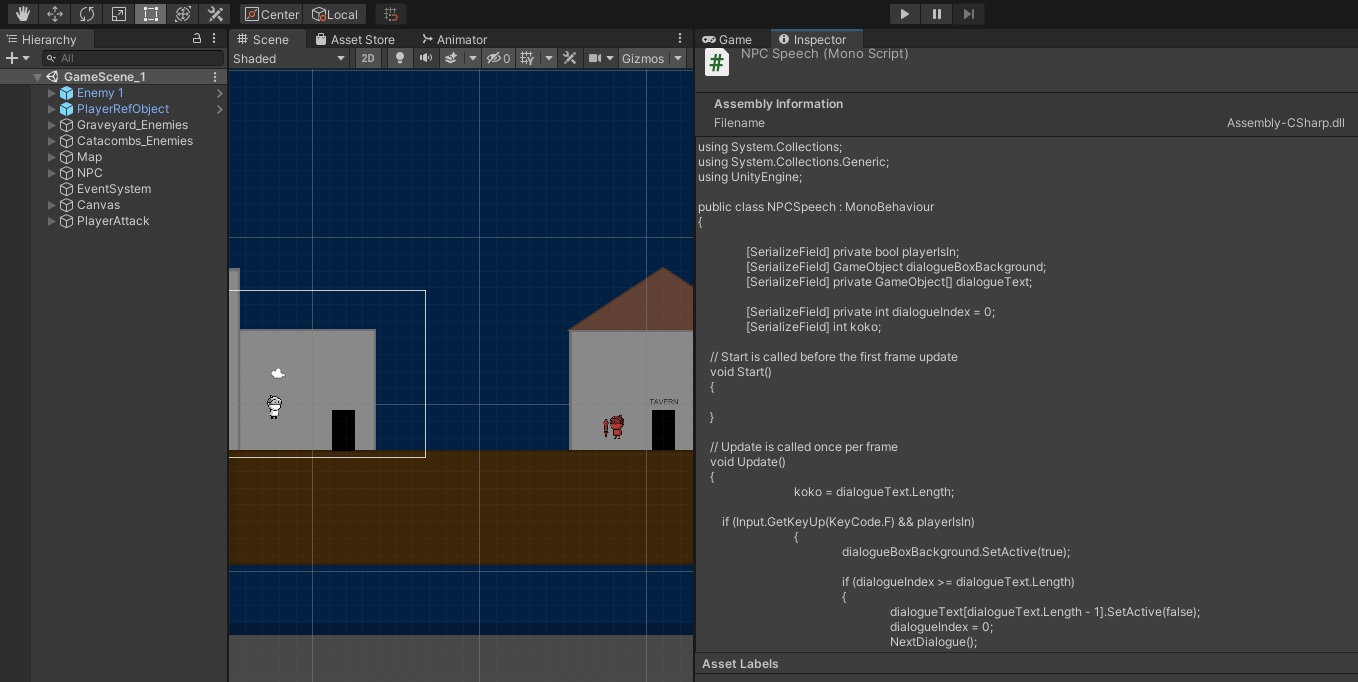 Center
Local
Hierarchy
All
GameScene_1
Enemy 1
PlayerRefObject
Graveyard_Enemies
Catacombs_Enemies
Map
NPC
EventSystem
Canvas
PlayerAttack
Scene
Asset Store
Animator
Shaded
2D
0
Gizmos
TAVERN
Game
Inspector
#
NPC Speech (Mono Script)
Assembly Information
Filename
Assembly-CSharp.dll
using System.Collections;
using System.Collections.Generic;
using UnityEngine;
public class NPCSpeech : MonoBehaviour
{
[SerializeField] private bool playerIsIn;
[SerializeField] GameObject dialogueBoxBackground;
[SerializeField] private GameObject[] dialogueText;
[SerializeField] private int dialogueIndex = 0;
[SerializeField] int koko;
// Start is called before the first frame update
void Start()
{
}
// Update is called once per frame
void Update()
{
koko = dialogueText.Length;
if (Input.GetKeyUp(KeyCode.F) && playerIsIn)
{
dialogueBoxBackground.SetActive(true);
if (dialogueIndex >= dialogueText.Length)
{
dialogueText[dialogueText.Length - 1].SetActive(false);
dialogueIndex = 0;
NextDialogue();
Asset Labels